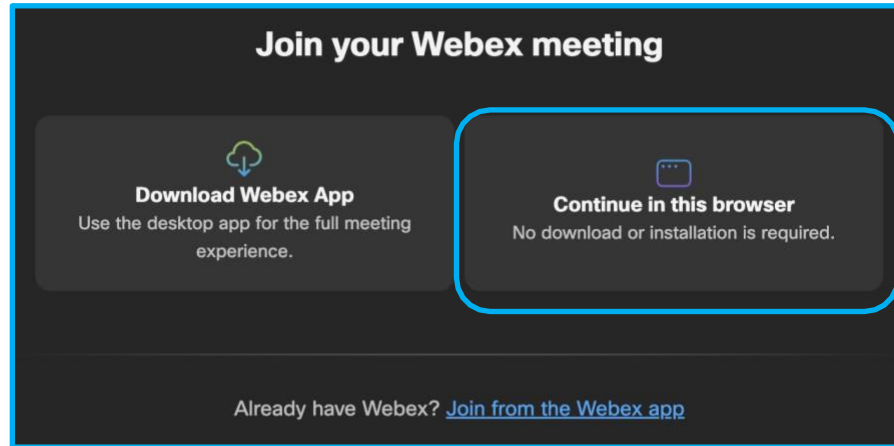 Join your Webex meeting
Download Webex App
Use the desktop app for the full meeting
experience.
Continue in this browser
No download or installation is required.
Already have Webex? Join from the Webex app